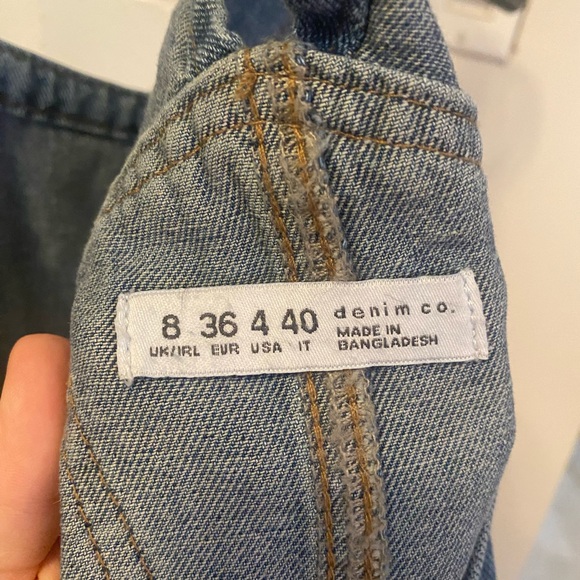 8 36 4 40 denim co.
UK/IRL EUR USA IT MADE IN
BANGLADESH